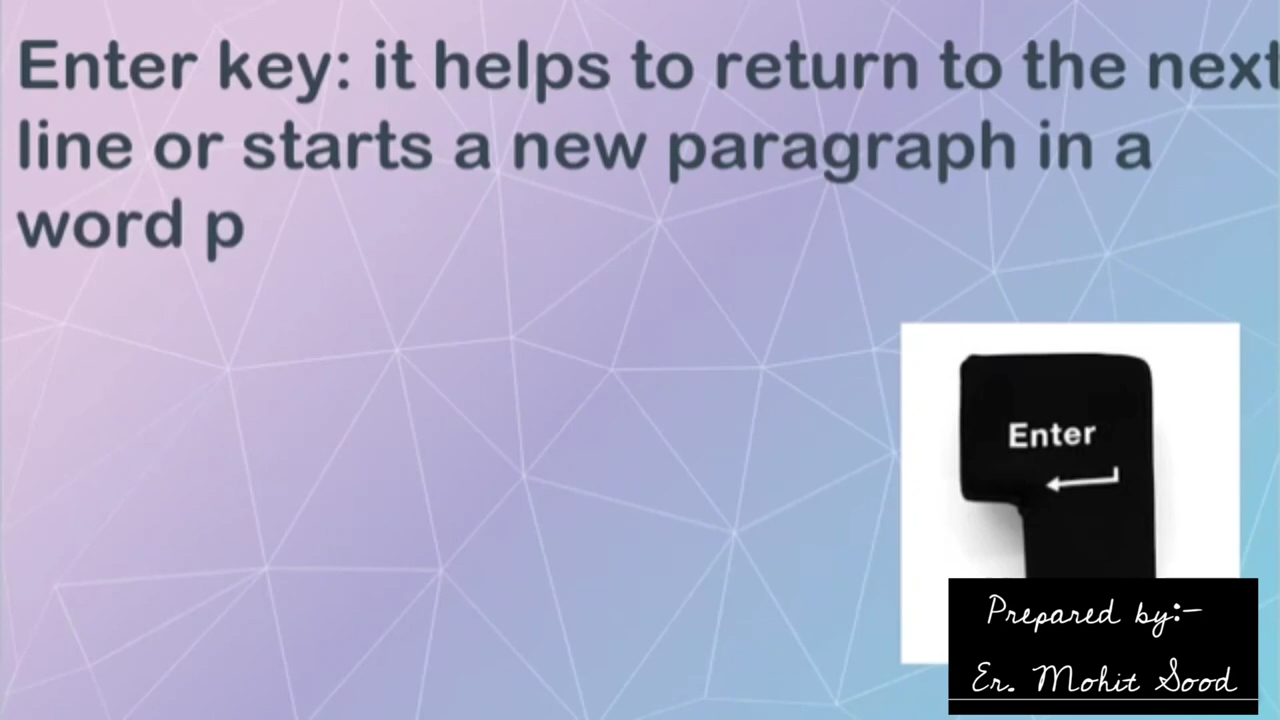 Enter key: it helps to return to the next
line or starts a new paragraph in a
word p
Enter
Prepared by:-
Er. Mohit Sood